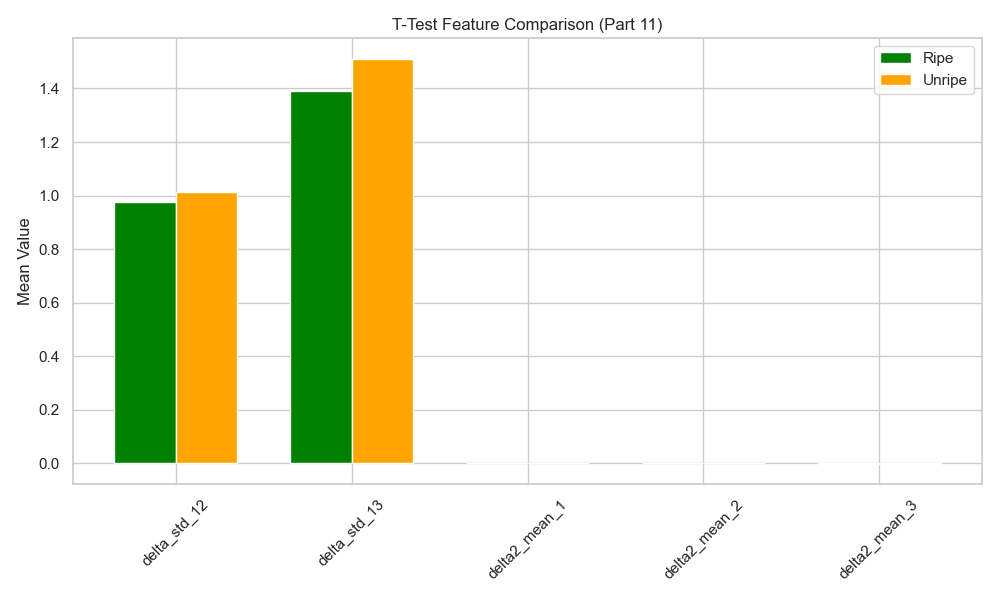 T-Test Feature Comparison (Part 11)
Ripe
Unripe
Mean Value
1.4
1.2
1.0
0.8
0.6
0.4
0.2
0.0
delta_std_12
delta_std_13
delta2_mean_1
delta2_mean_2
delta2_mean_3